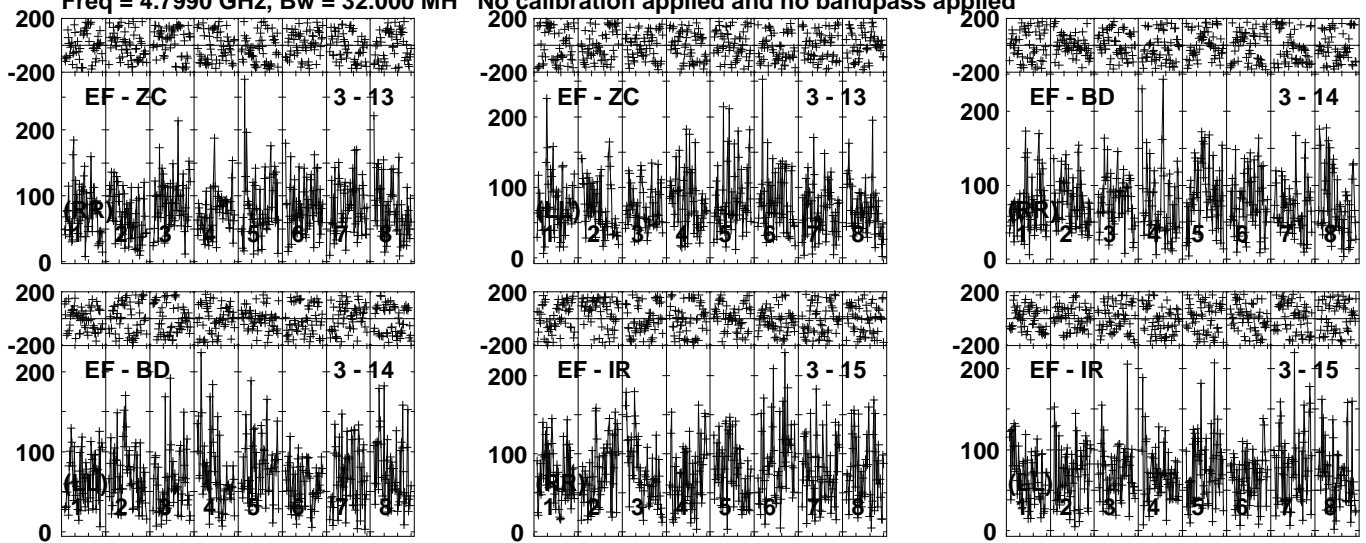 Freq = 4.7990 GHz, Bw = 32.000 MH No calibration applied and no bandpass applied
200
-200
EF - ZC 3 - 13
200
100
0
(RR)
1 2 3 4 5 6 7 8
200
-200
EF - ZC 3 - 13
200
100
0
(LL)
1 2 3 4 5 6 7 8
200
-200
EF - BD 3 - 14
200
100
0
(RR)
1 2 3 4 5 6 7 8
200
-200
EF - BD 3 - 14
200
100
0
(LL)
1 2 3 4 5 6 7 8
200
-200
EF - IR 3 - 15
200
100
0
(RR)
1 2 3 4 5 6 7 8
200
-200
EF - IR 3 - 15
200
100
0
(LL)
1 2 3 4 5 6 7 8